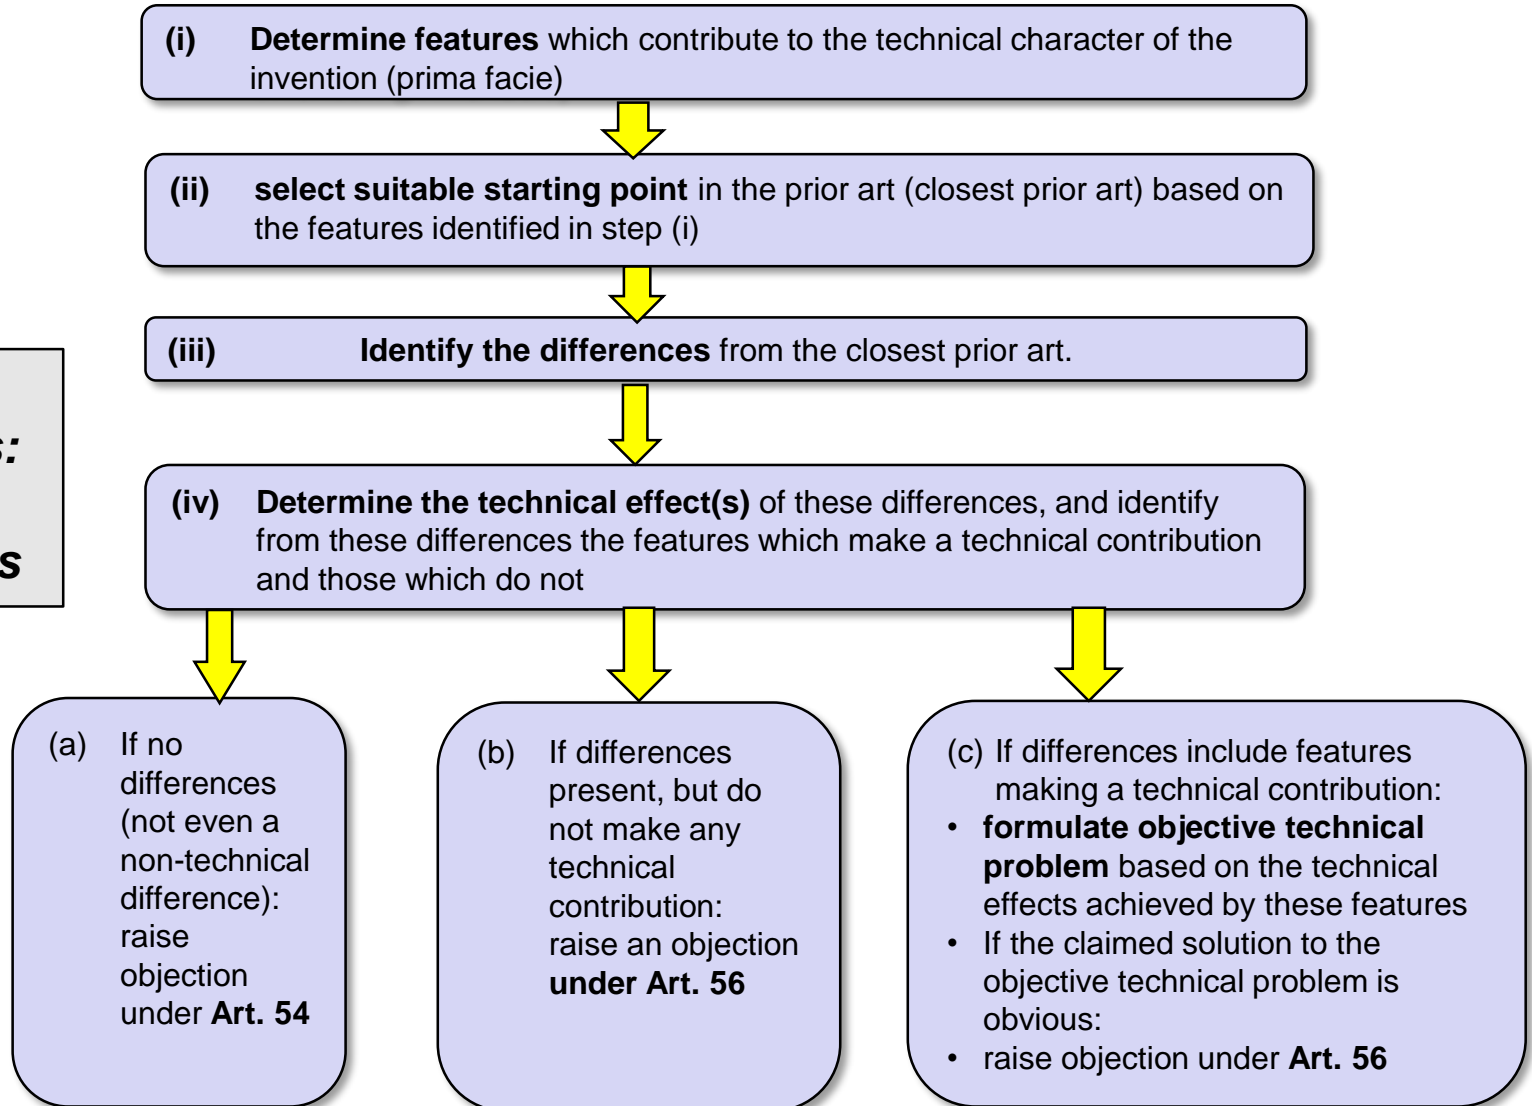 (i) Determine features which contribute to the technical character of the
invention (prima facie)
(ii) select suitable starting point in the prior art (closest prior art) based on
the features identified in step (i)
(iii) Identify the differences from the closest prior art.
(iv) Determine the technical effect(s) of these differences, and identify
from these differences the features which make a technical contribution
and those which do not
(a) If no
differences
(not even a
non-technical
difference):
raise
objection
under Art. 54
(b) If differences
present, but do
not make any
technical
contribution:
raise an objection
under Art. 56
(c) If differences include features
making a technical contribution:
• formulate objective technical
problem based on the technical
effects achieved by these features
• If the claimed solution to the
objective technical problem is
obvious:
• raise objection under Art. 56